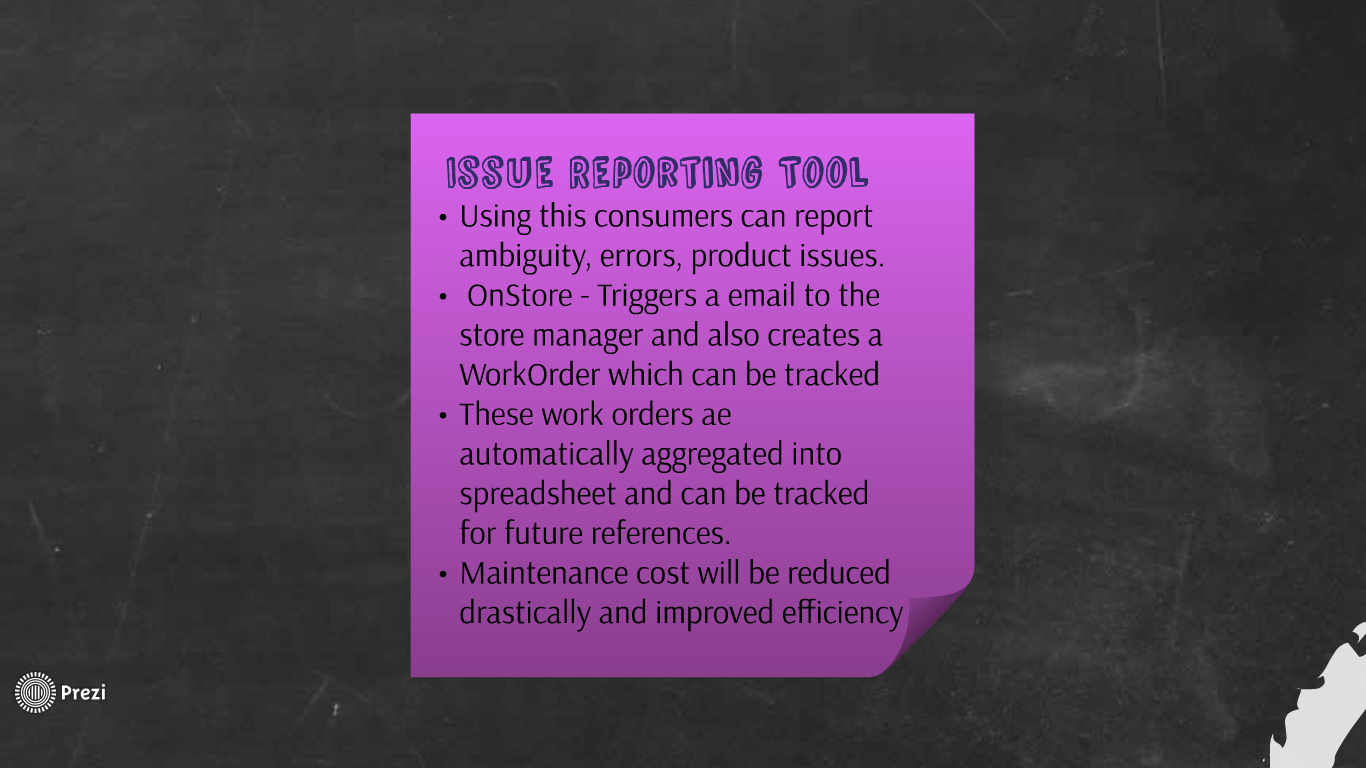 ISSUE REPORTING TOOL
• Using this consumers can report
ambiguity, errors, product issues.
• OnStore - Triggers a email to the
store manager and also creates a
WorkOrder which can be tracked
• These work orders ae
automatically aggregated into
spreadsheet and can be tracked
for future references.
• Maintenance cost will be reduced
drastically and improved efficiency
Prezi